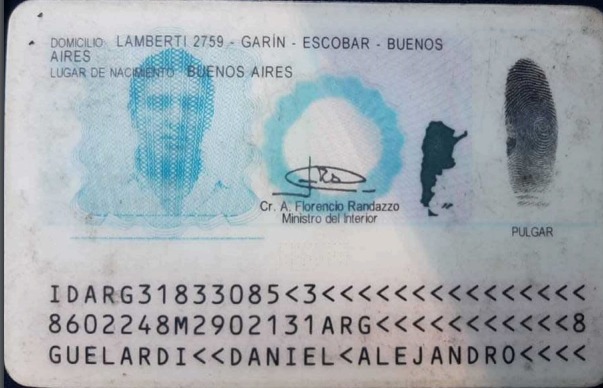 DOMICILIO LAMBERTI 2759 - GARÍN - ESCOBAR - BUENOS
AIRES
LUGAR DE NACIMIENTO BUENOS AIRES
Cr. A. Florencio Randazzo
Ministro del Interior
PULGAR
IDARG31833085<3<<<<<<<<<<<<<<<
8602248M2902131ARG<<<<<<<<<<<8
GUELARDI<<DANIEL<ALEJANDRO<<<<